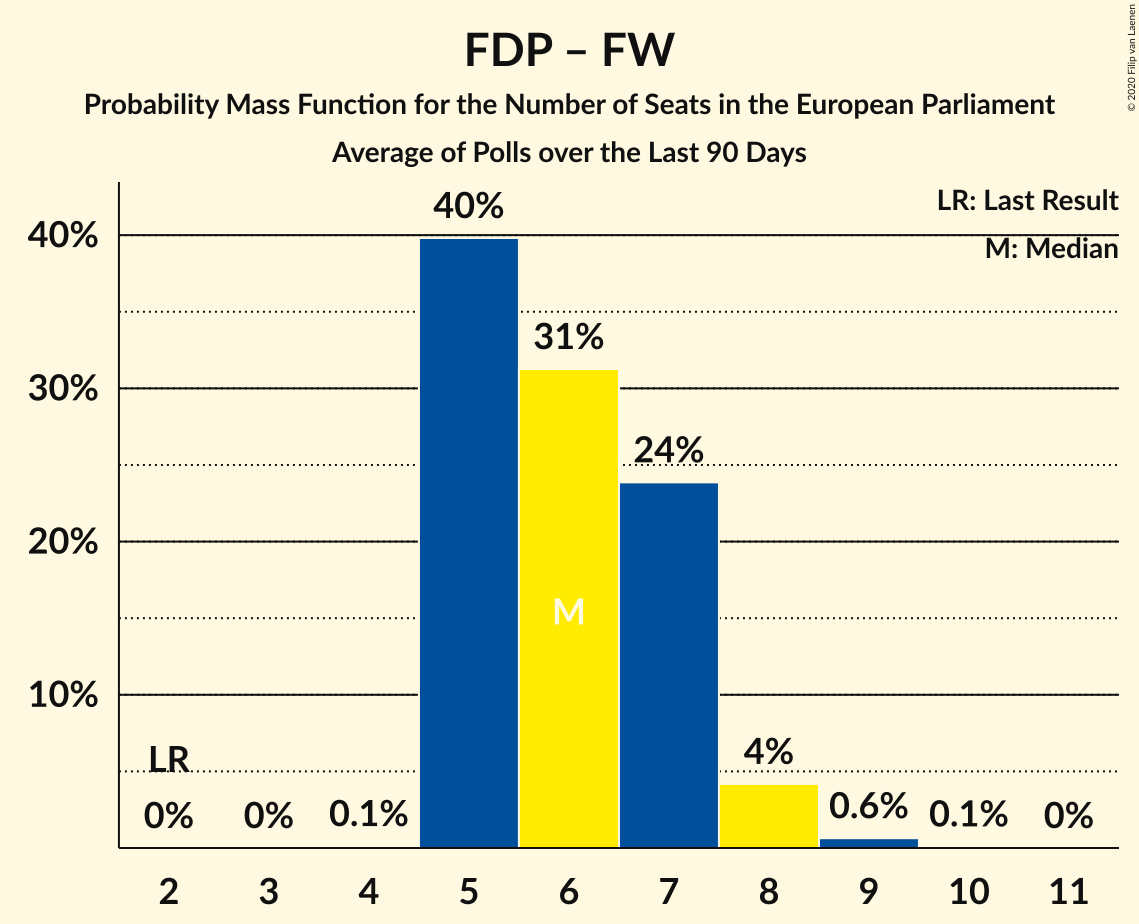 FDP – FW
Probability Mass Function for the Number of Seats in the European Parliament
Average of Polls over the Last 90 Days
© 2020 Filip van Laenen
LR: Last Result
M: Median
40%
30%
20%
10%
LR
0%
0%
0.1%
40%
31%
M
24%
4%
0.6%
0.1%
0%
2 3 4 5 6 7 8 9 10 11